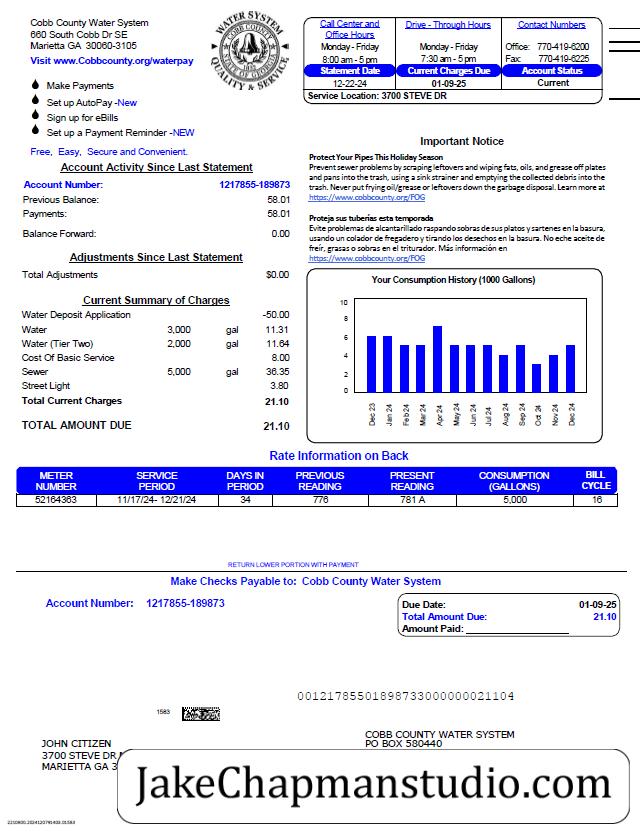 Cobb County Water System
660 South Cobb Dr SE
Marietta GA 30060-3105
Visit www.Cobbcounty.org/waterpay
Make Payments
Set up AutoPay -New
Sign up for eBills
Set up a Payment Reminder -NEW
Free, Easy, Secure and Convenient.
WATER SYSTEM
COBB COUNTY
STATE OF GEORGIA
1832
QUALITY & SERVICE
Call Center and Office Hours
Monday - Friday
8:00 am - 5 pm
Drive - Through Hours
Monday - Friday
7:30 am - 5 pm
Contact Numbers
Office: 770-419-6200
Fax: 770-419-6225
Statement Date Current Charges Due Account Status
12-22-24 01-09-25 Current
Service Location: 3700 STEVE DR
Account Activity Since Last Statement
Account Number: 1217855-189873
Previous Balance: 58.01
Payments: 58.01
Balance Forward: 0.00
Adjustments Since Last Statement
Total Adjustments $0.00
Current Summary of Charges
Water Deposit Application -50.00
Water 3,000 gal 11.31
Water (Tier Two) 2,000 gal 11.64
Cost Of Basic Service 8.00
Sewer 5,000 gal 36.35
Street Light 3.80
Total Current Charges 21.10
TOTAL AMOUNT DUE 21.10
Important Notice
Protect Your Pipes This Holiday Season
Prevent sewer problems by scraping leftovers and wiping fats, oils, and grease off plates
and pans into the trash, using a sink strainer and emptying the collected debris into the
trash. Never put frying oil/grease or leftovers down the garbage disposal. Learn more at
https://www.cobbcounty.org/FOG
Proteja sus tuberías esta temporada
Evite problemas de alcantarillado raspando sobras de sus platos y sartenes en la basura,
usando un colador de fregadero y tirando los desechos en la basura. No eche aceite de
freír, grasas o sobras en el triturador. Más información en
https://www.cobbcounty.org/FOG
Your Consumption History (1000 Gallons)
10
8
6
4
2
0
Dec 23 Jan 24 Feb 24 Mar 24 Apr 24 May 24 Jun 24 Jul 24 Aug 24 Sep 24 Oct 24 Nov 24 Dec 24
Rate Information on Back
METER NUMBER SERVICE PERIOD DAYS IN PERIOD PREVIOUS READING PRESENT READING CONSUMPTION (GALLONS) BILL CYCLE
52164363 11/17/24- 12/21/24 34 776 781 A 5,000 16
RETURN LOWER PORTION WITH PAYMENT
Make Checks Payable to: Cobb County Water System
Account Number: 1217855-189873
Due Date: 01-09-25
Total Amount Due: 21.10
Amount Paid:
00121785501898733000000021104
1583
JOHN CITIZEN
3700 STEVE DR
MARIETTA GA 3
COBB COUNTY WATER SYSTEM
PO BOX 580440
JakeChapmanstudio.com